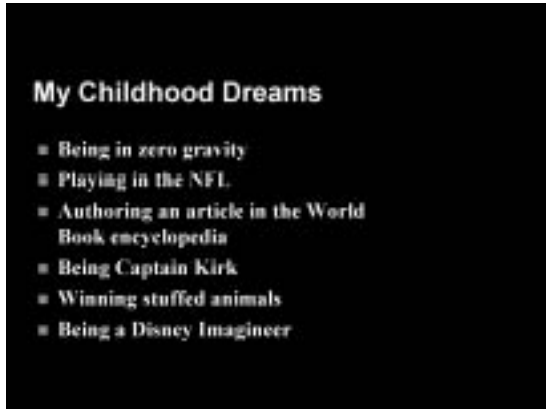 My Childhood Dreams
Being in zero gravity
Playing in the NFL
Authoring an article in the World
Book encyclopedia
Being Captain Kirk
Winning stuffed animals
Being a Disney Imagineer